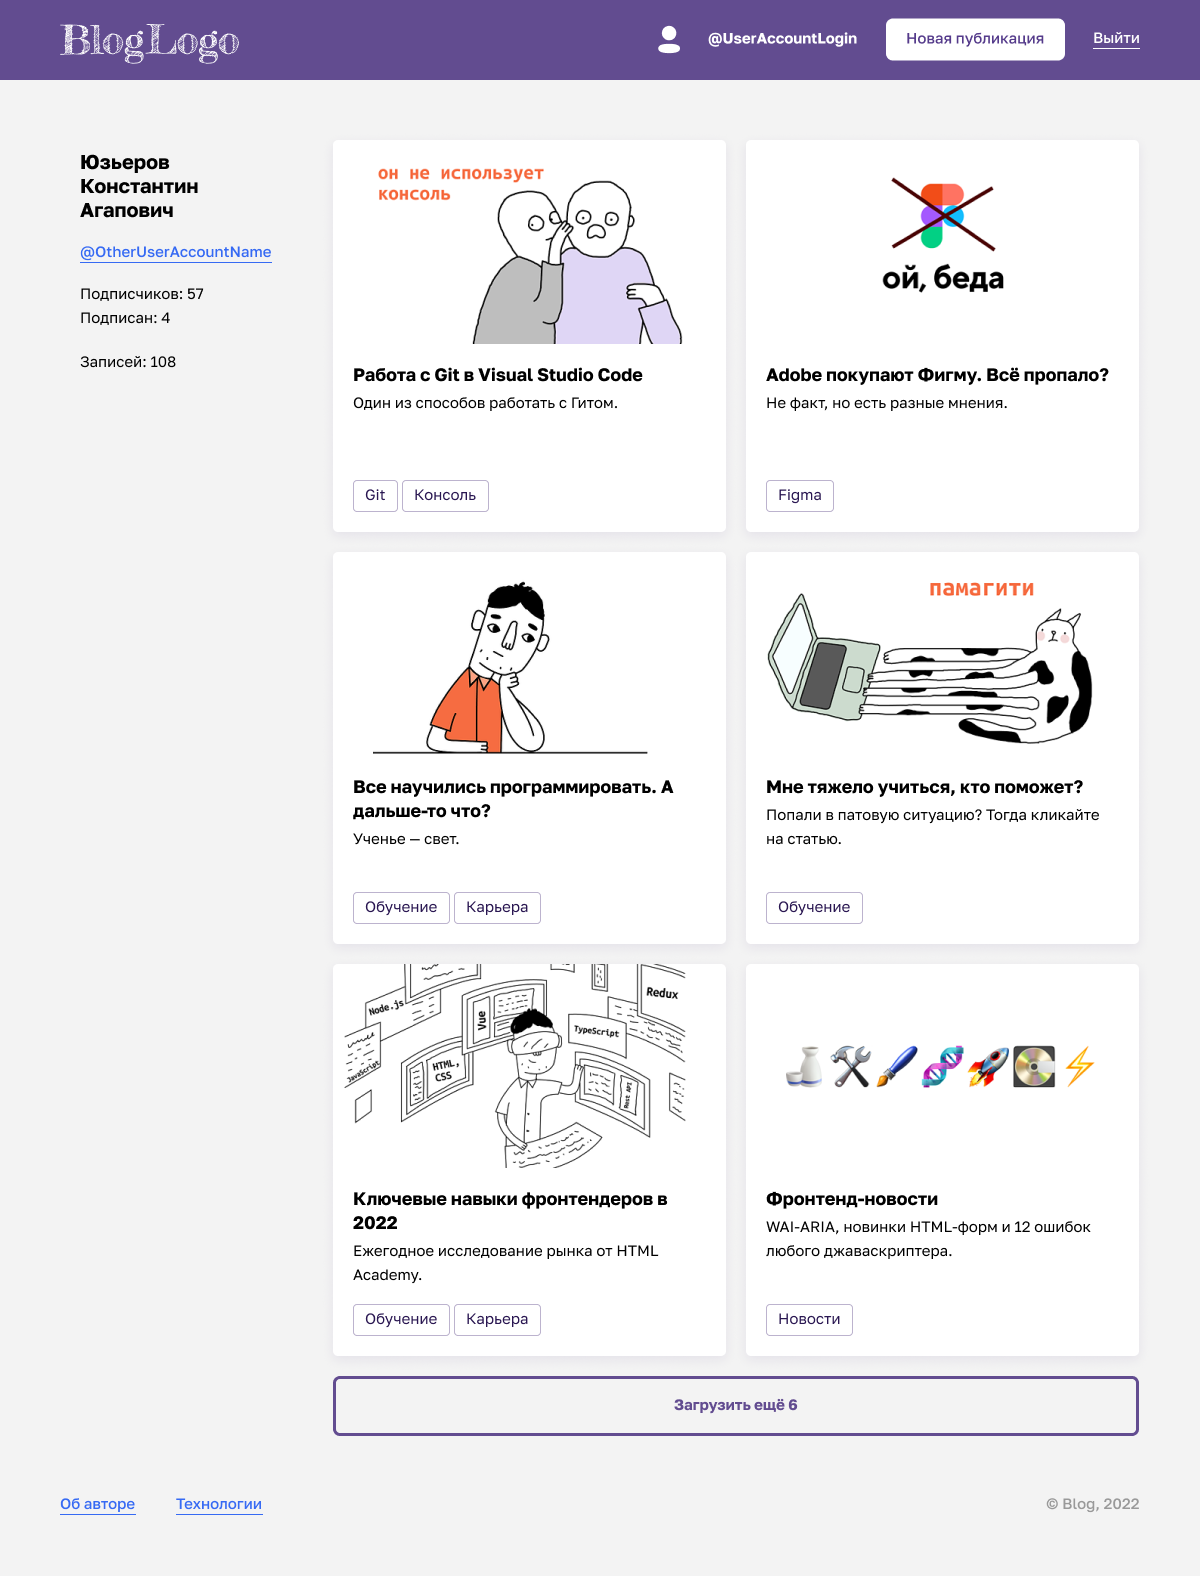 BlogLogo
@UserAccountLogin
Новая публикация
Выйти
Юзьеров
Константин
Агапович
@OtherUserAccountName
Подписчиков: 57
Подписан: 4
Записей: 108
он не использует
консоль
Работа с Git в Visual Studio Code
Один из способов работать с Гитом.
Git
Консоль
ой, беда
Adobe покупают Фигму. Всё пропало?
Не факт, но есть разные мнения.
Figma
Все научились программировать. А
дальше-то что?
Ученье — свет.
Обучение
Карьера
памагити
Мне тяжело учиться, кто поможет?
Попали в патовую ситуацию? Тогда кликайте
на статью.
Обучение
Node.js
Vue
Redux
TypeScript
JavaScript
HTML,
CSS
Rest API
Ключевые навыки фронтендеров в
2022
Ежегодное исследование рынка от HTML
Academy.
Обучение
Карьера
Фронтенд-новости
WAI-ARIA, новинки HTML-форм и 12 ошибок
любого джаваскриптера.
Новости
Загрузить ещё 6
Об авторе
Технологии
© Blog, 2022